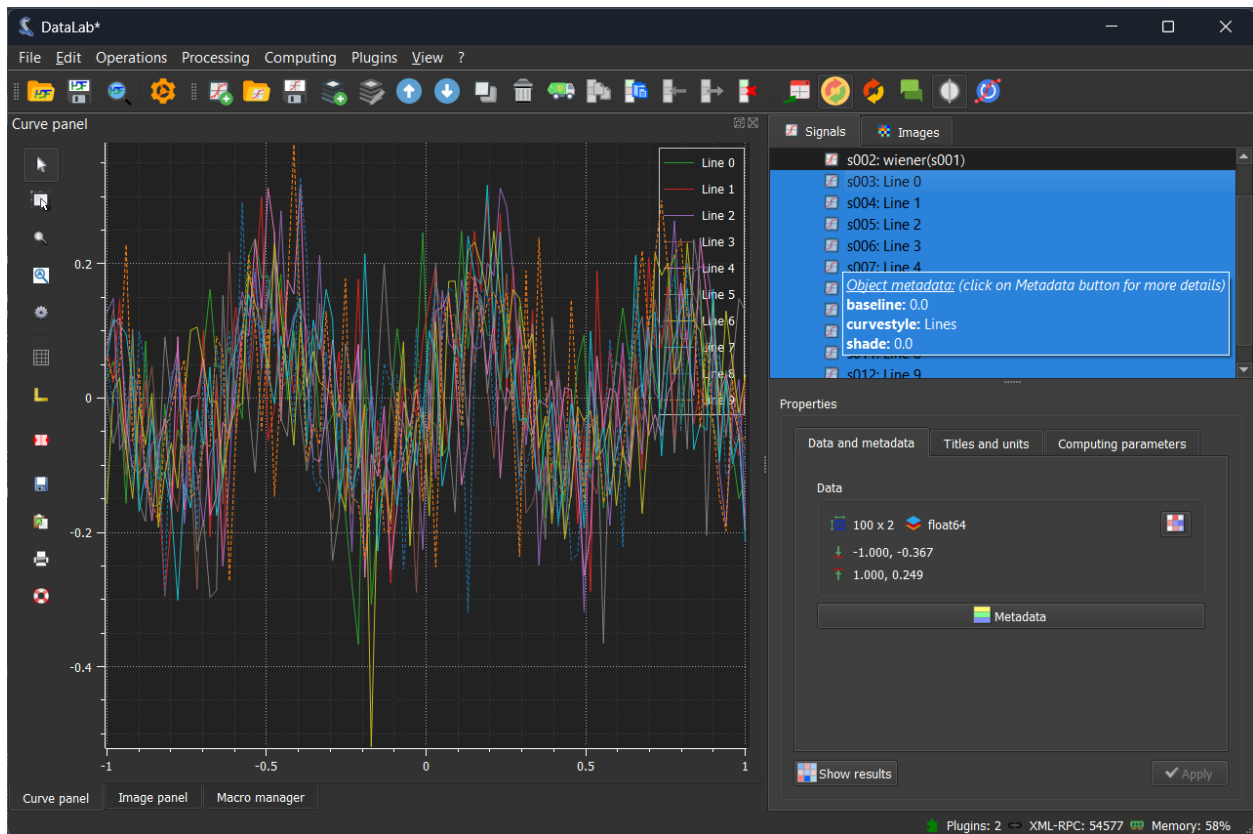 DataLab*
File Edit Operations Processing Computing Plugins View ?
Curve panel
Line 0
Line 1
Line 2
Line 3
Line 4
Line 5
Line 6
Line 7
Line 8
Line 9
0.2
0
-0.2
-0.4
-1 -0.5 0 0.5 1
Curve panel Image panel Macro manager
Signals Images
s002: wiener(s001)
s003: Line 0
s004: Line 1
s005: Line 2
s006: Line 3
s007: Line 4
Object metadata: (click on Metadata button for more details)
baseline: 0.0
curvestyle: Lines
shade: 0.0
s012: Line 9
Properties
Data and metadata Titles and units Computing parameters
Data
100 x 2 float64
-1.000, -0.367
1.000, 0.249
Metadata
Show results Apply
Plugins: 2 XML-RPC: 54577 Memory: 58%